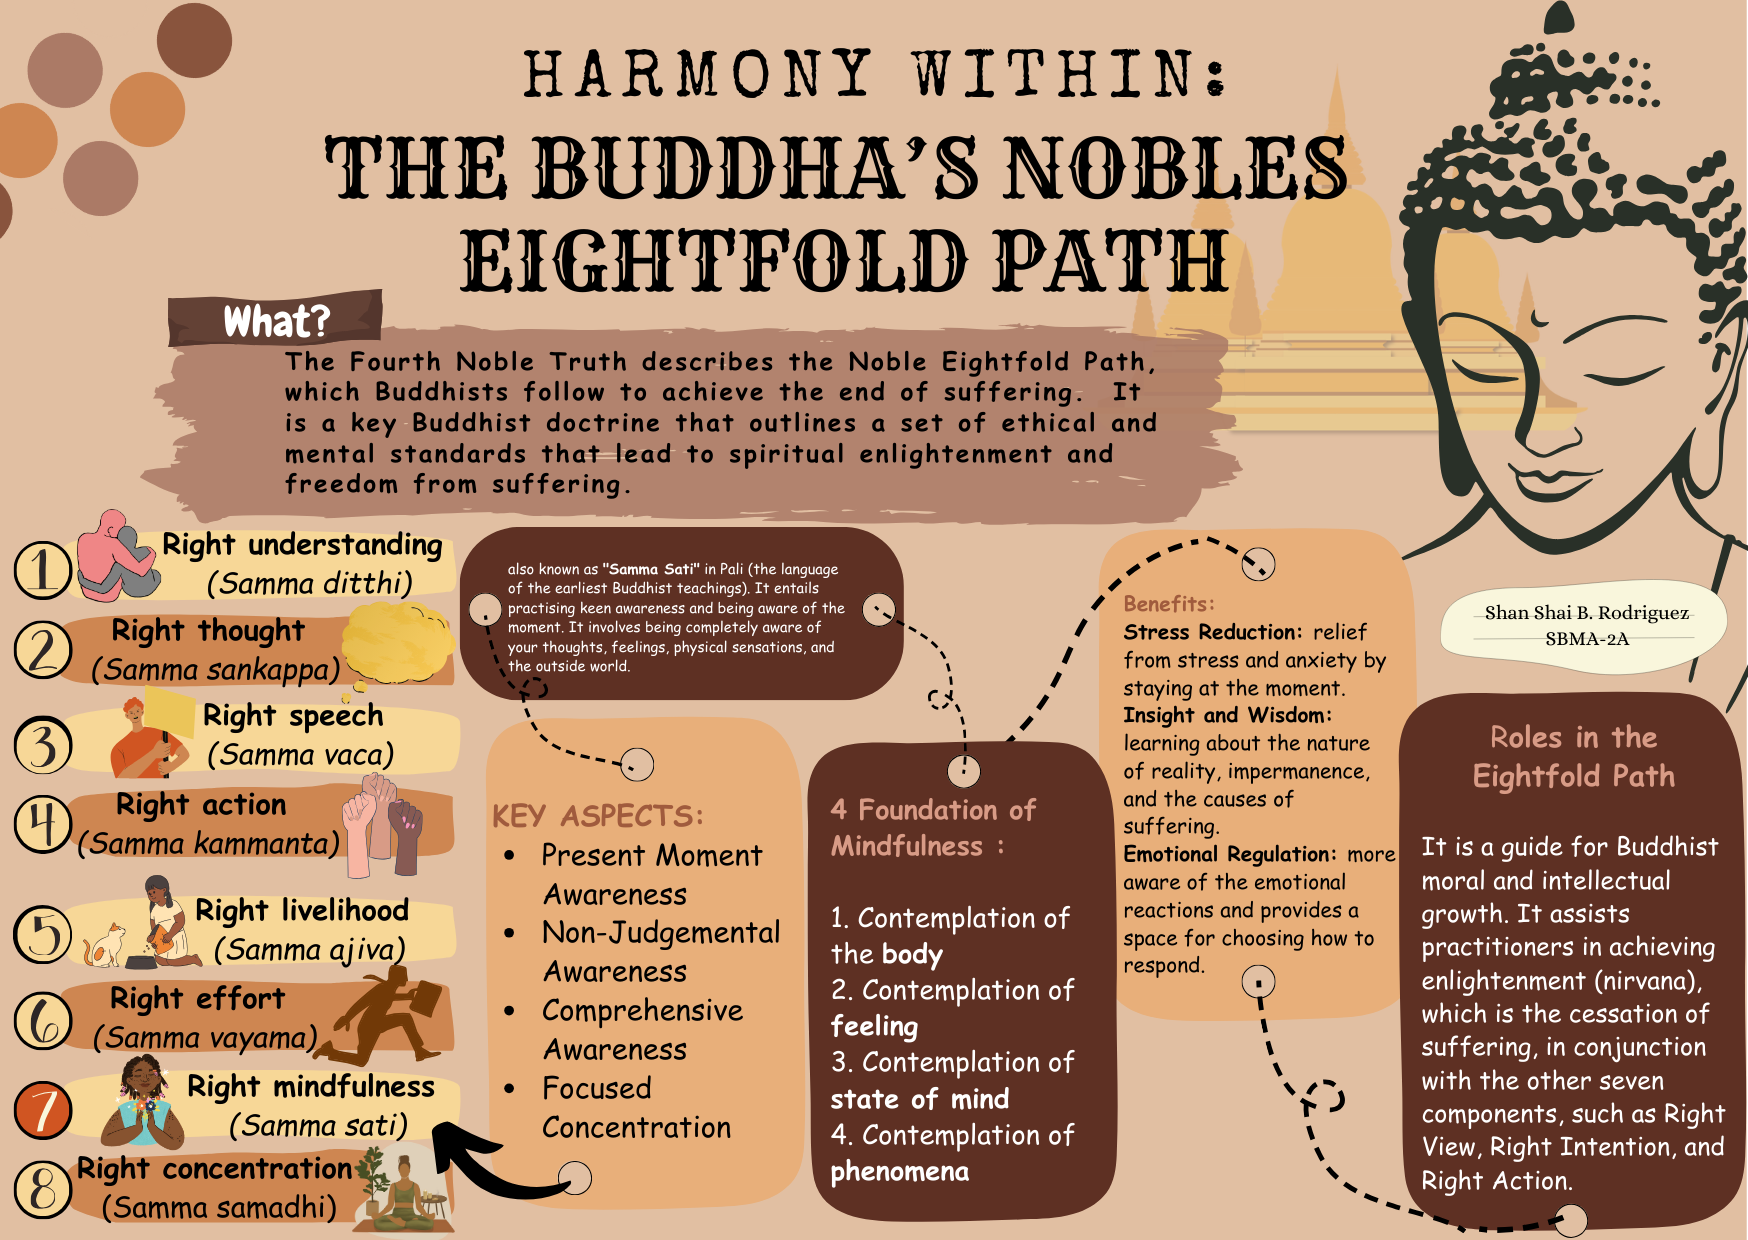 HARMONY WITHIN:
THE BUDDHA'S NOBLES
EIGHTFOLD PATH
What?
The Fourth Noble Truth describes the Noble Eightfold Path,
which Buddhists follow to achieve the end of suffering. It
is a key Buddhist doctrine that outlines a set of ethical and
mental standards that lead to spiritual enlightenment and
freedom from suffering.
1
Right understanding
(Samma ditthi)
2
Right thought
(Samma sankappa)
3
Right speech
(Samma vaca)
4
Right action
(Samma kammanta)
5
Right livelihood
(Samma ajiva)
6
Right effort
(Samma vayama)
7
Right mindfulness
(Samma sati)
8
Right concentration
(Samma samadhi)
also known as "Samma Sati" in Pali (the language
of the earliest Buddhist teachings). It entails
practising keen awareness and being aware of the
moment. It involves being completely aware of
your thoughts, feelings, physical sensations, and
the outside world.
KEY ASPECTS:
• Present Moment
Awareness
• Non-Judgemental
Awareness
• Comprehensive
Awareness
• Focused
Concentration
4 Foundation of
Mindfulness :
1. Contemplation of
the body
2. Contemplation of
feeling
3. Contemplation of
state of mind
4. Contemplation of
phenomena
Benefits:
Stress Reduction: relief
from stress and anxiety by
staying at the moment.
Insight and Wisdom:
learning about the nature
of reality, impermanence,
and the causes of
suffering.
Emotional Regulation: more
aware of the emotional
reactions and provides a
space for choosing how to
respond.
Shan Shai B. Rodriguez
SBMA-2A
Roles in the
Eightfold Path
It is a guide for Buddhist
moral and intellectual
growth. It assists
practitioners in achieving
enlightenment (nirvana),
which is the cessation of
suffering, in conjunction
with the other seven
components, such as Right
View, Right Intention, and
Right Action.